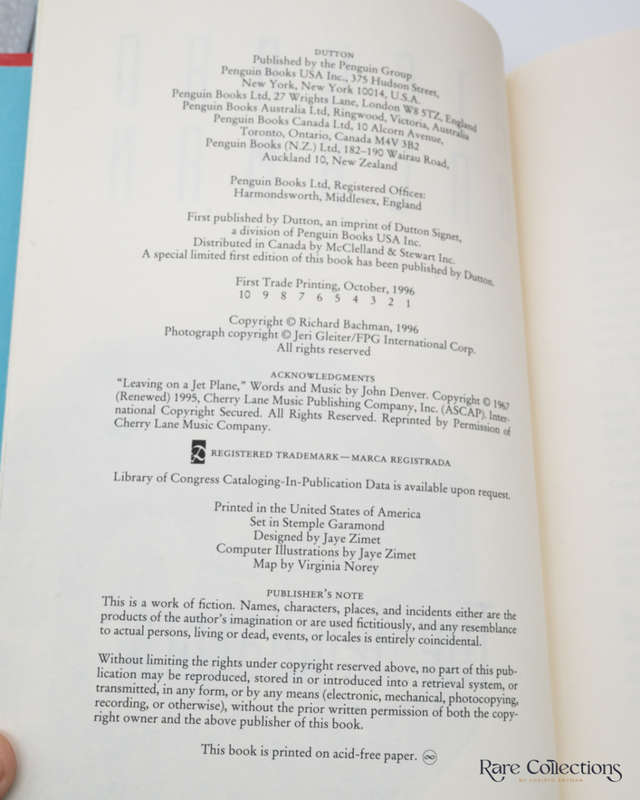 DUTTON
Published by the Penguin Group
Penguin Books USA Inc., 375 Hudson Street,
New York, New York 10014, U.S.A.
Penguin Books Ltd, 27 Wrights Lane, London W8 5TZ, England
Penguin Books Australia Ltd, Ringwood, Victoria, Australia
Penguin Books Canada Ltd, 10 Alcorn Avenue,
Toronto, Ontario, Canada M4V 3B2
Penguin Books (N.Z.) Ltd, 182–190 Wairau Road,
Auckland 10, New Zealand
Penguin Books Ltd, Registered Offices:
Harmondsworth, Middlesex, England
First published by Dutton, an imprint of Dutton Signet,
a division of Penguin Books USA Inc.
Distributed in Canada by McClelland & Stewart Inc.
A special limited first edition of this book has been published by Dutton.
First Trade Printing, October, 1996
10 9 8 7 6 5 4 3 2 1
Copyright © Richard Bachman, 1996
Photograph copyright © Jeri Gleiter/FPG International Corp.
All rights reserved
ACKNOWLEDGMENTS
“Leaving on a Jet Plane,” Words and Music by John Denver. Copyright © 1967
(Renewed) 1995, Cherry Lane Music Publishing Company, Inc. (ASCAP). Inter-
national Copyright Secured. All Rights Reserved. Reprinted by Permission of
Cherry Lane Music Company.
REGISTERED TRADEMARK—MARCA REGISTRADA
Library of Congress Cataloging-In-Publication Data is available upon request.
Printed in the United States of America
Set in Stemple Garamond
Designed by Jaye Zimet
Computer Illustrations by Jaye Zimet
Map by Virginia Norey
PUBLISHER'S NOTE
This is a work of fiction. Names, characters, places, and incidents either are the
products of the author's imagination or are used fictitiously, and any resemblance
to actual persons, living or dead, events, or locales is entirely coincidental.
Without limiting the rights under copyright reserved above, no part of this pub-
lication may be reproduced, stored in or introduced into a retrieval system, or
transmitted, in any form, or by any means (electronic, mechanical, photocopying,
recording, or otherwise), without the prior written permission of both the copy-
right owner and the above publisher of this book.
This book is printed on acid-free paper. ♾
Rare Collections